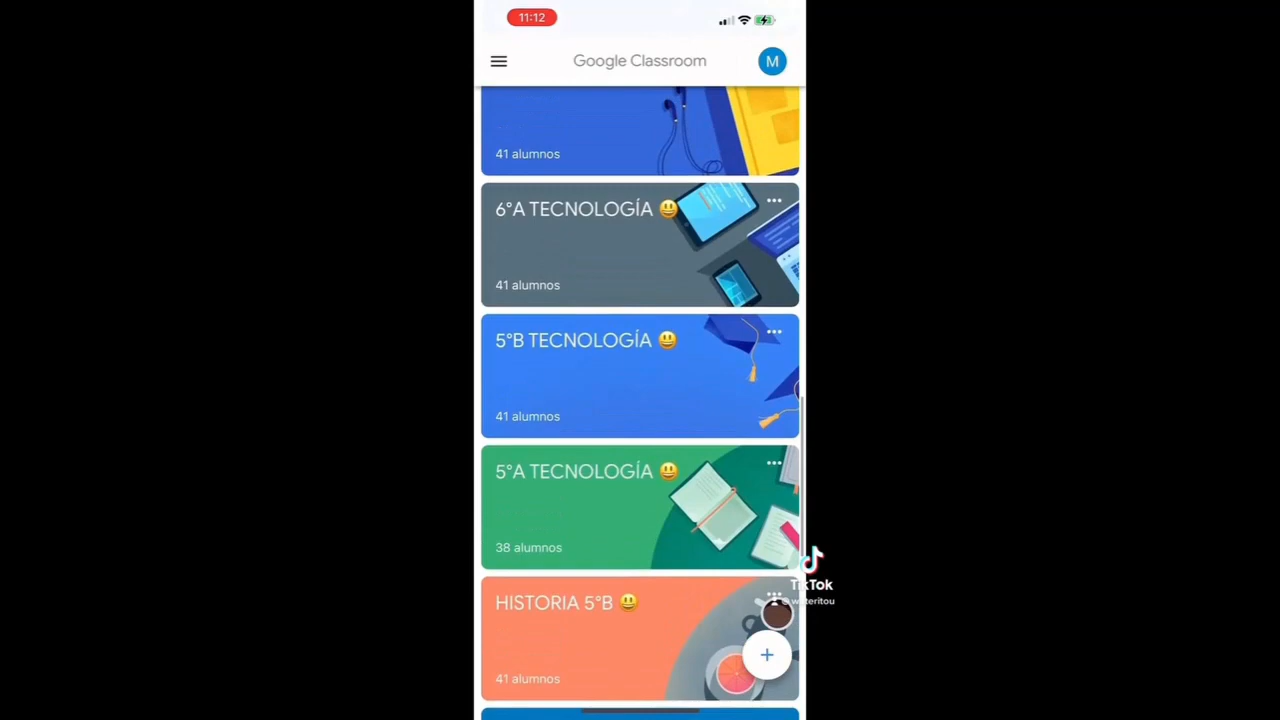 11:12
Google Classroom
M
41 alumnos
6°A TECNOLOGÍA 😃
41 alumnos
5°B TECNOLOGÍA 😃
41 alumnos
5°A TECNOLOGÍA 😃
38 alumnos
HISTORIA 5°B 😃
41 alumnos
TikTok